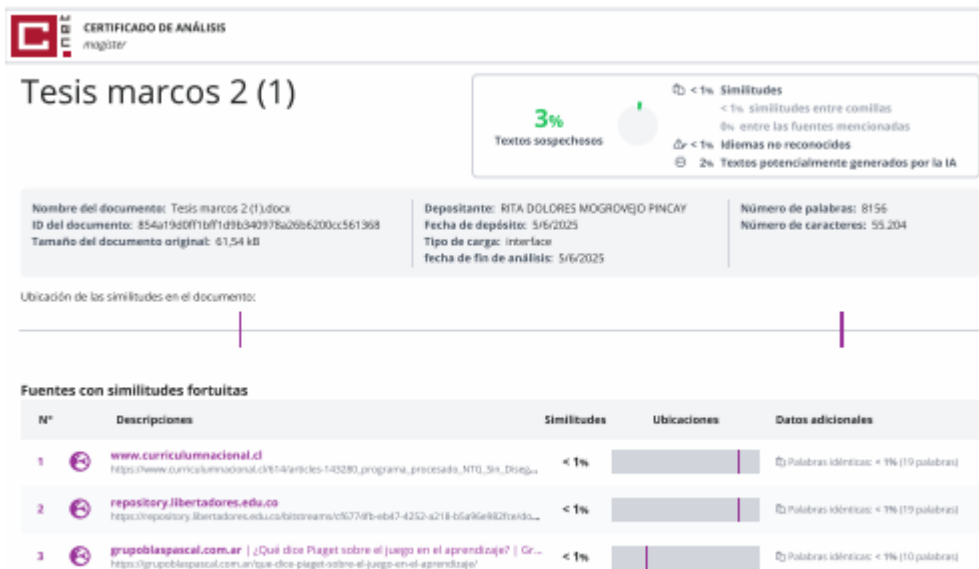 CERTIFICADO DE ANÁLISIS
magister
Tesis marcos 2 (1)
3%
Textos sospechosos
< 1% Similitudes
< 1% similitudes entre comillas
0% entre las fuentes mencionadas
< 1% Idiomas no reconocidos
2% Textos potencialmente generados por la IA
Nombre del documento: Tesis marcos 2 (1).docx
ID del documento:
Tamaño del documento original: 61,54 kB
Depositante: RITA DOLORES MOGROVEJO PINCAY
Fecha de depósito: 5/6/2025
Tipo de carga: interface
fecha de fin de análisis: 5/6/2025
Número de palabras: 8156
Número de caracteres: 55.204
Ubicación de las similitudes en el documento:
Fuentes con similitudes fortuitas
N° Descripciones Similitudes Ubicaciones Datos adicionales
1 www.curriculumnacional.cl < 1% Palabras idénticas: < 1% (19 palabras)
2 repository.libertadores.edu.co < 1% Palabras idénticas: < 1% (19 palabras)
3 grupoblaspascal.com.ar | ¿Qué dice Piaget sobre el juego en el aprendizaje? | Gr... < 1% Palabras idénticas: < 1% (10 palabras)
https://grupoblaspascal.com.ar/que-dice-piaget-sobre-el-juego-en-el-aprendizaje/